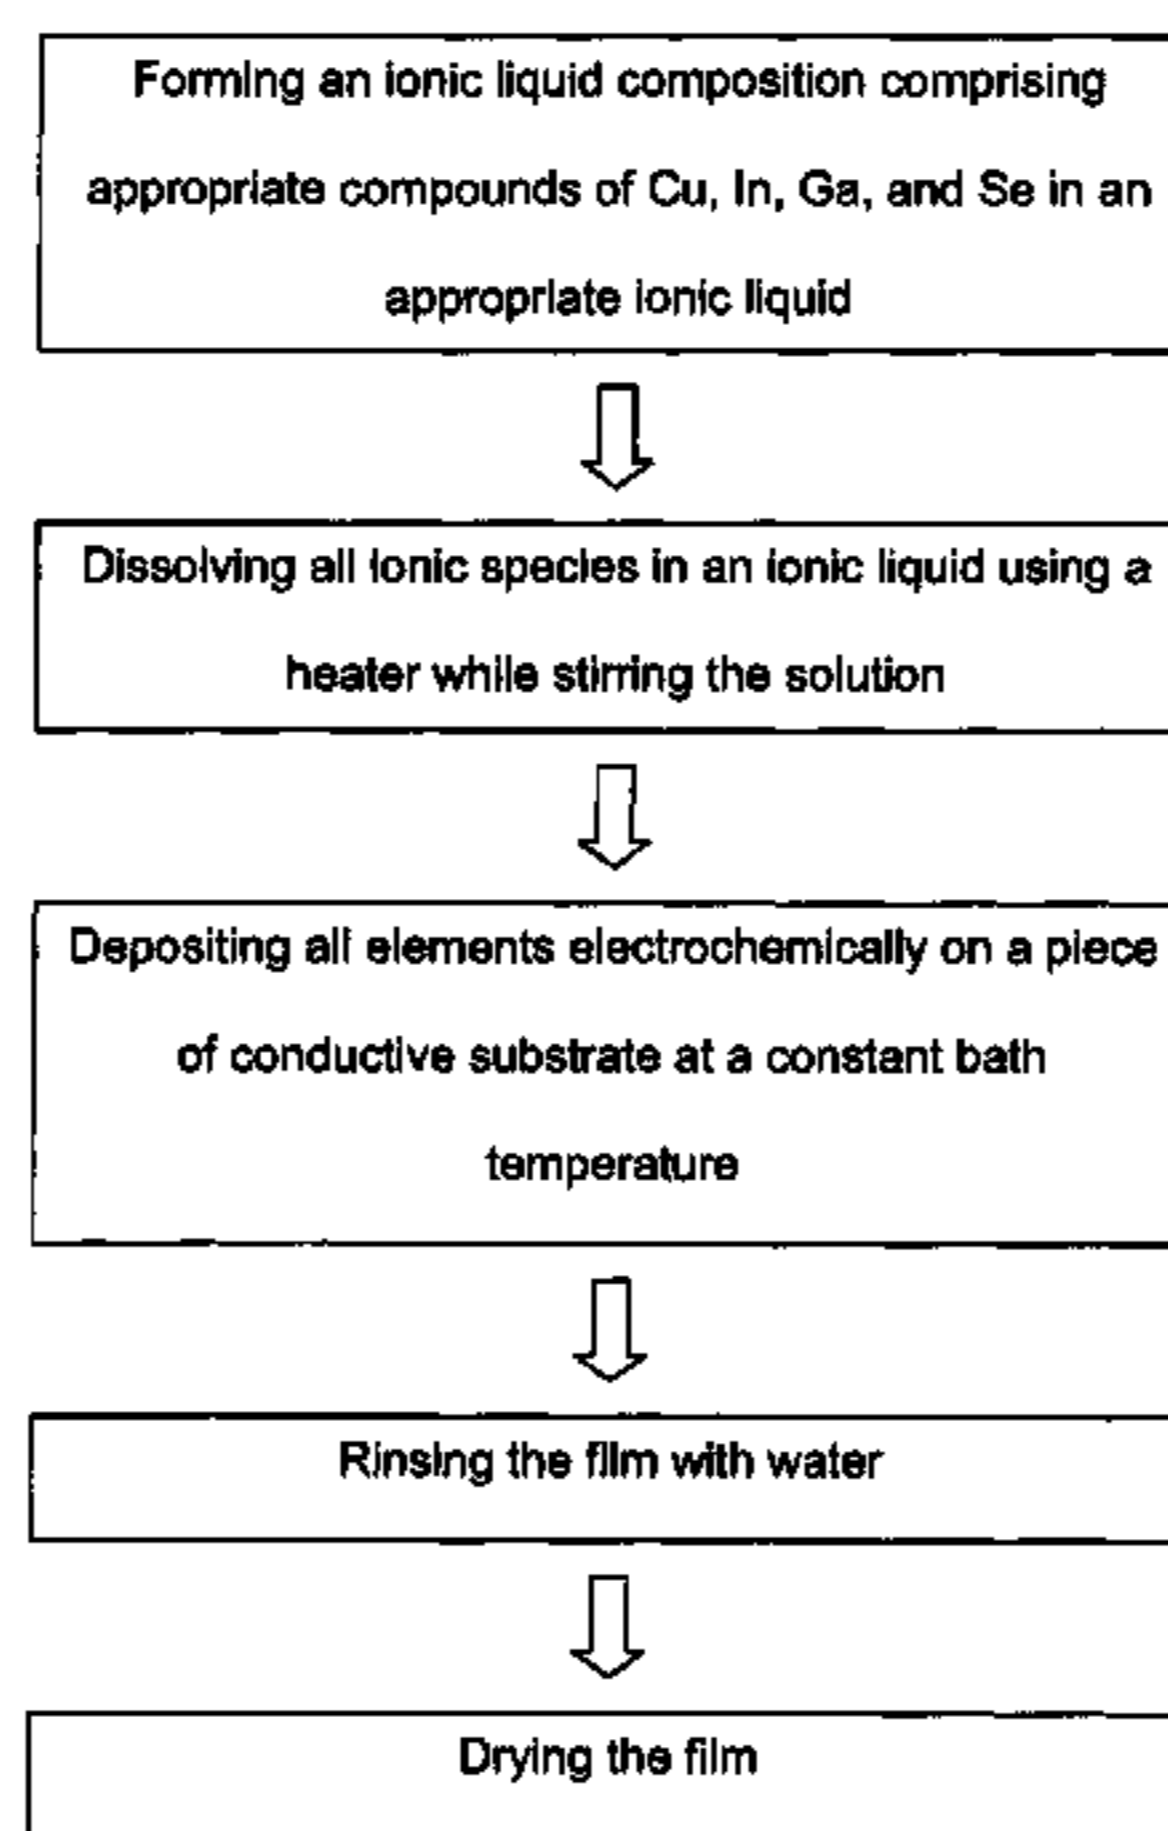 Forming an ionic liquid composition comprising
appropriate compounds of Cu, In, Ga, and Se in an
appropriate ionic liquid
Dissolving all ionic species in an ionic liquid using a
heater while stirring the solution
Depositing all elements electrochemically on a piece
of conductive substrate at a constant bath
temperature
Rinsing the film with water
Drying the film